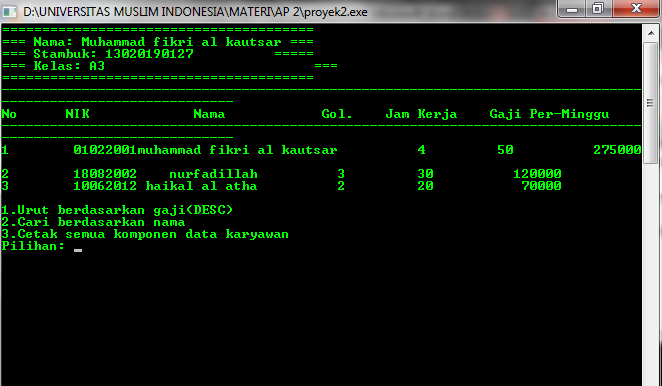 D:\UNIVERSITAS MUSLIM INDONESIA\MATERI\AP 2\proyek2.exe
=======================================
=== Nama: Muhammad fikri al kautsar ===
=== Stambuk: 13020190127          =====
=== Kelas: A3                          ===
=======================================
--------------------------------------------------------------------------------
-----------------------------
No      NIK             Nama            Gol.    Jam Kerja    Gaji Per-Minggu
--------------------------------------------------------------------------------
-----------------------------
1        01022001muhammad fikri al kautsar          4         50          275000
2        18082002    nurfadillah          3         30          120000
3        10062012 haikal al atha          2         20           70000
1.Urut berdasarkan gaji(DESC)
2.Cari berdasarkan nama
3.Cetak semua komponen data karyawan
Pilihan: _